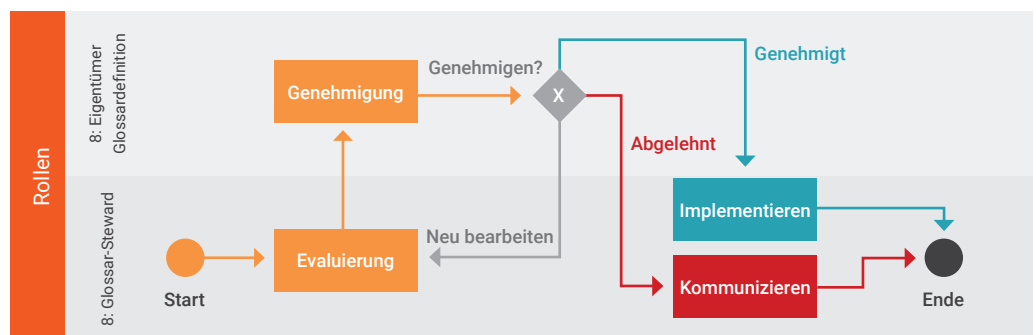 Rollen
8: Eigentümer
Glossardefinition
Genehmigung
Genehmigen?
X
Genehmigt
Abgelehnt
8: Glossar-Steward
Start
Evaluierung
Neu bearbeiten
Implementieren
Kommunizieren
Ende